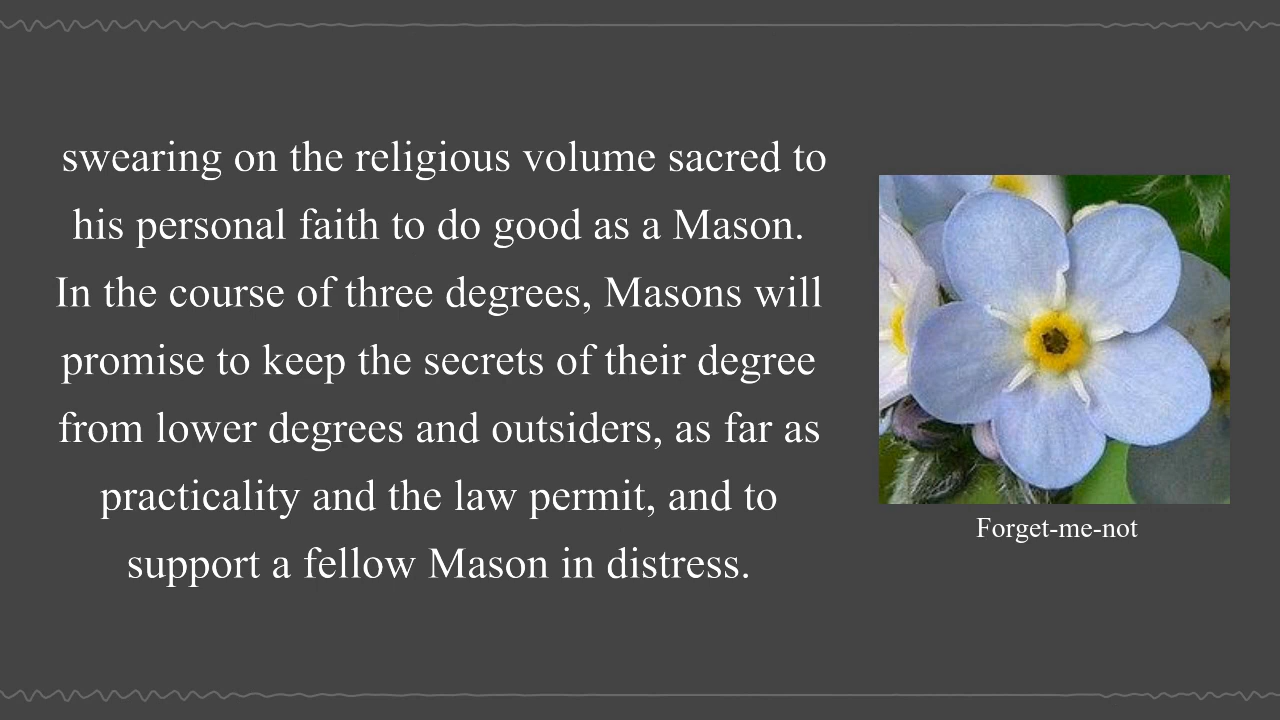 swearing on the religious volume sacred to
his personal faith to do good as a Mason.
In the course of three degrees, Masons will
promise to keep the secrets of their degree
from lower degrees and outsiders, as far as
practicality and the law permit, and to
support a fellow Mason in distress.
Forget-me-not